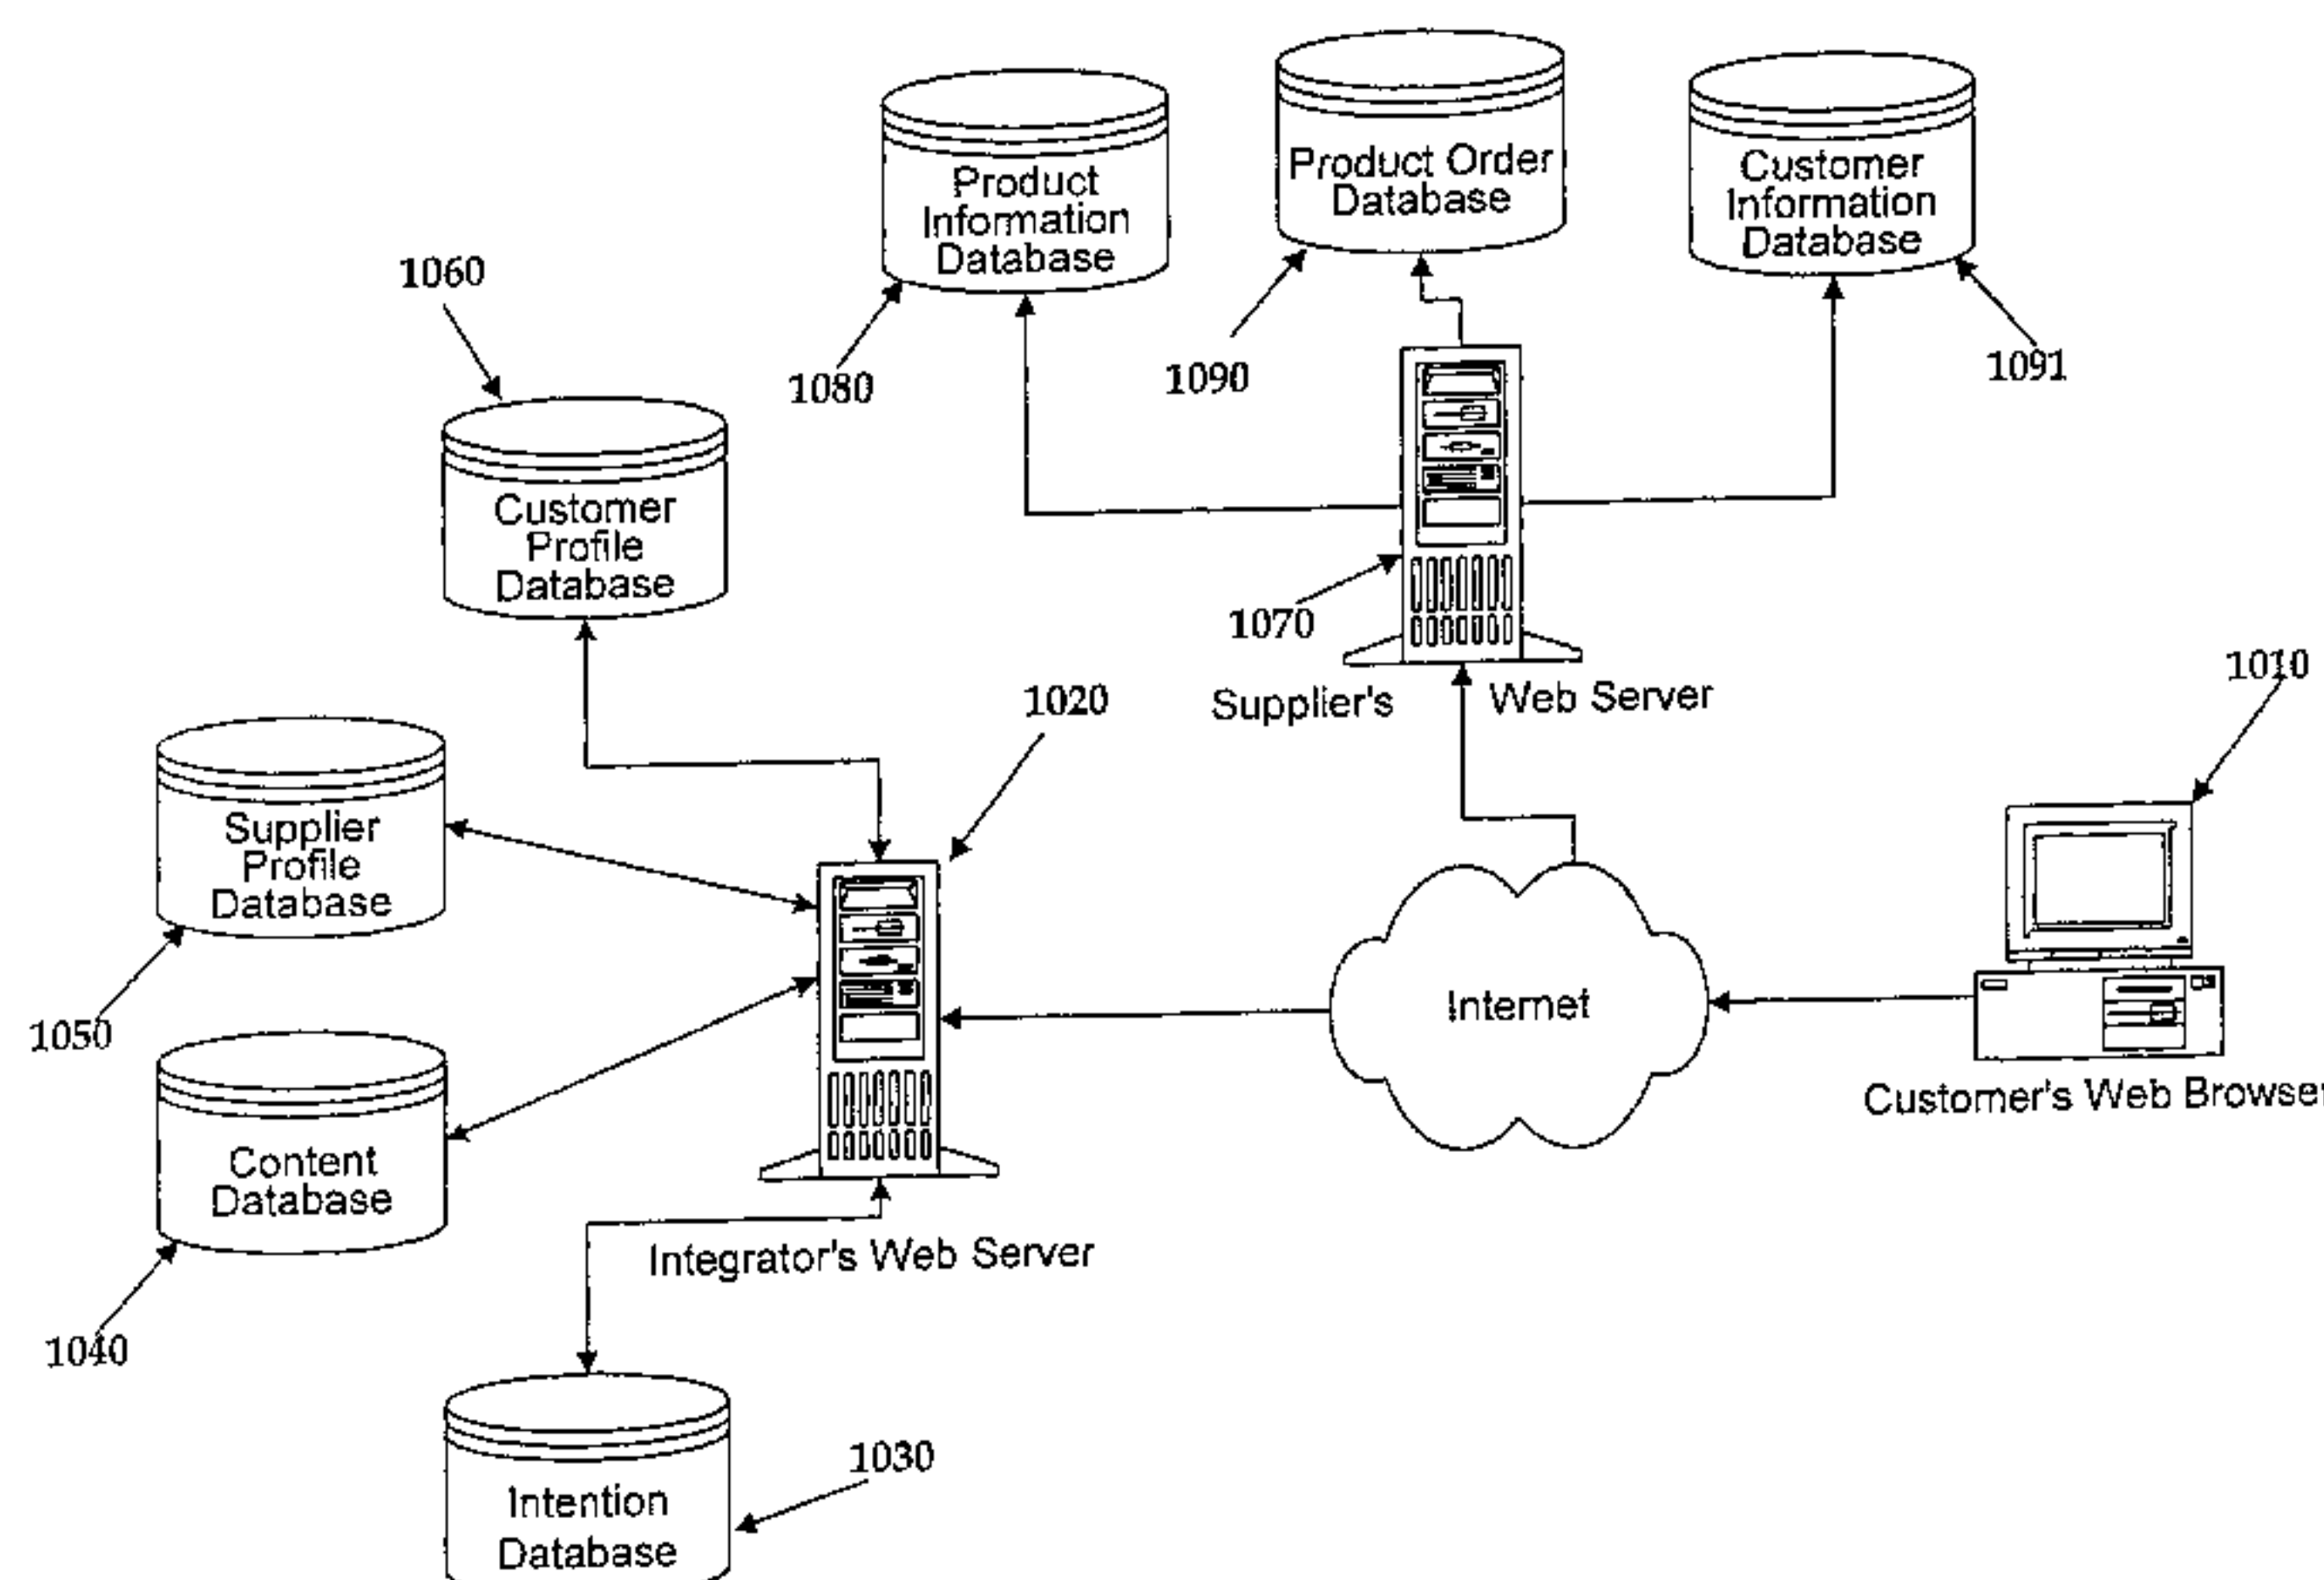 Product Order
Database
Customer
Information
Database
Product
Information
Database
1060
1080
1090
1091
Customer
Profile
Database
1070
1010
Supplier's Web Server
1020
Supplier
Profile
Database
Internet
1050
Customer's Web Browser
Content
Database
Integrator's Web Server
1040
1030
Intention
Database